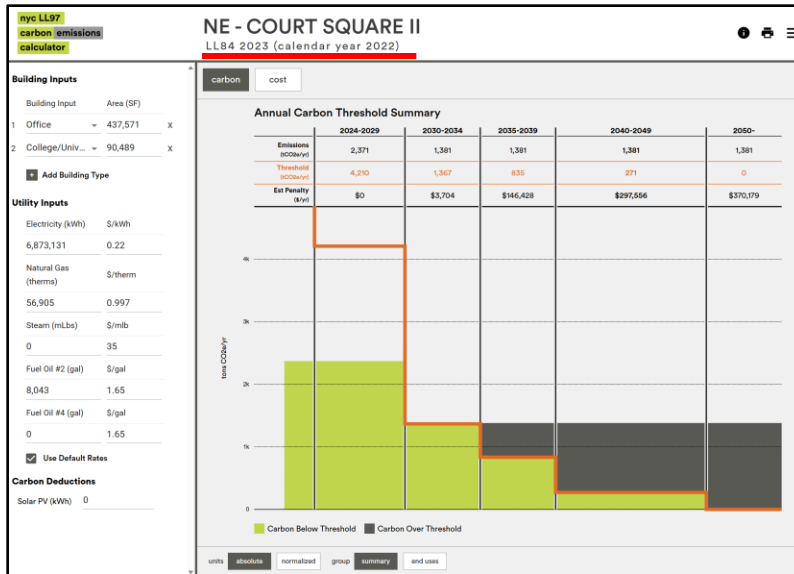 nyc LL97
carbon emissions
calculator
NE - COURT SQUARE II
LL84 2023 (calendar year 2022)
Building Inputs
Building Input Area (SF)
1 Office 437,571 x
2 College/Univ... 90,489 x
+ Add Building Type
Utility Inputs
Electricity (kWh) $/kWh
6,873,131 0.22
Natural Gas
(therms) $/therm
56,905 0.997
Steam (mLbs) $/mlb
0 35
Fuel Oil #2 (gal) $/gal
8,043 1.65
Fuel Oil #4 (gal) $/gal
0 1.65
Use Default Rates
Carbon Deductions
Solar PV (kWh) 0
carbon cost
Annual Carbon Threshold Summary
2024-2029 2030-2034 2035-2039 2040-2049 2050-
Emissions
(tCO2e/yr) 2,371 1,381 1,381 1,381 1,381
Threshold
(tCO2e/yr) 4,210 1,367 835 271 0
Est Penalty
($/yr) $0 $3,704 $146,428 $297,556 $370,179
tons CO2e/yr
4k
3k
2k
1k
0
Carbon Below Threshold Carbon Over Threshold
units absolute normalized group summary end uses